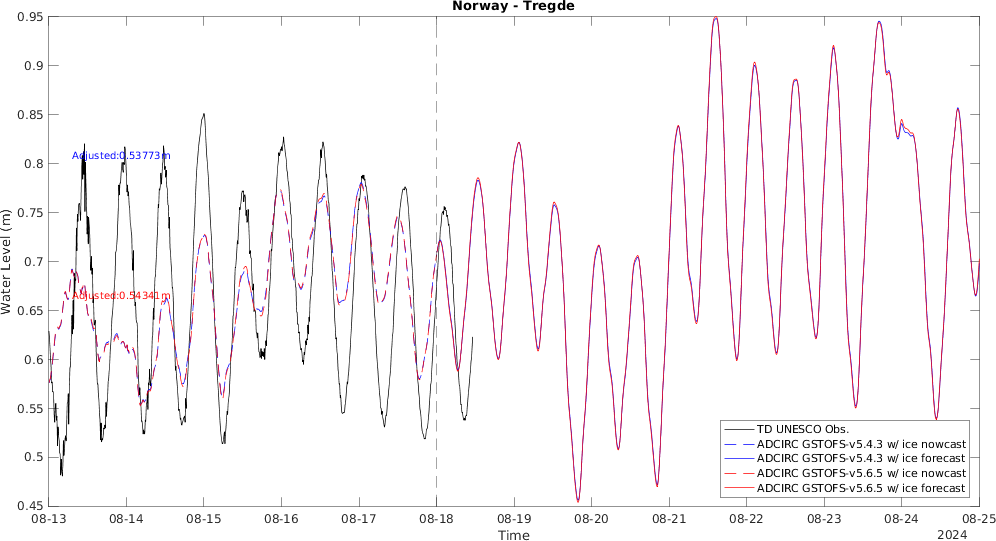 Norway - Tregde
0.95
0.9
0.85
0.8
0.75
0.7
0.65
0.6
0.55
0.5
0.45
Water Level (m)
Adjusted:0.53773m
Adjusted:0.54341m
TD UNESCO Obs.
ADCIRC GSTOFS-v5.4.3 w/ ice nowcast
ADCIRC GSTOFS-v5.4.3 w/ ice forecast
ADCIRC GSTOFS-v5.6.5 w/ ice nowcast
ADCIRC GSTOFS-v5.6.5 w/ ice forecast
08-13 08-14 08-15 08-16 08-17 08-18 08-19 08-20 08-21 08-22 08-23 08-24 08-25
Time
2024